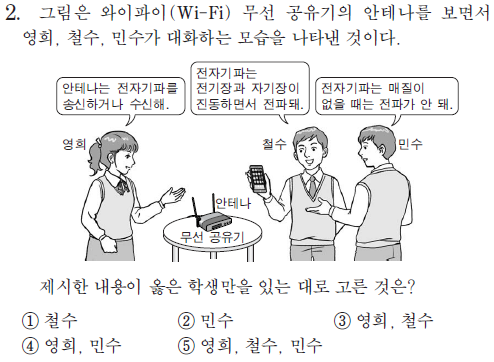 2. 그림은 와이파이(Wi-Fi) 무선 공유기의 안테나를 보면서
영희, 철수, 민수가 대화하는 모습을 나타낸 것이다.
안테나는 전자기파를
송신하거나 수신해.
전자기파는
전기장과 자기장이
진동하면서 전파돼.
전자기파는 매질이
없을 때는 전파가 안 돼.
영희
철수
민수
안테나
무선 공유기
제시한 내용이 옳은 학생만을 있는 대로 고른 것은?
① 철수 ② 민수 ③ 영희, 철수
④ 영희, 민수 ⑤ 영희, 철수, 민수